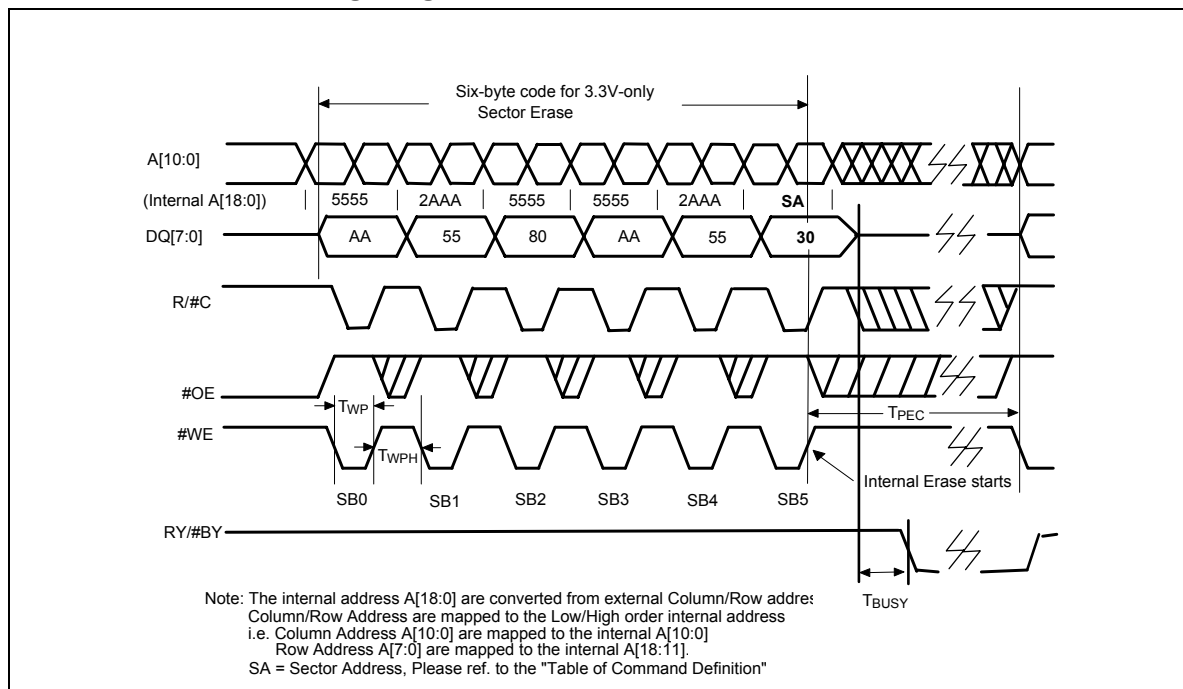 Six-byte code for 3.3V-only
Sector Erase
A[10:0]
(Internal A[18:0])
5555 2AAA 5555 5555 2AAA SA
DQ[7:0]
AA 55 80 AA 55 30
R/#C
#OE
TWP
TPEC
#WE
TWPH
Internal Erase starts
SB0 SB1 SB2 SB3 SB4 SB5
RY/#BY
TBUSY
Note: The internal address A[18:0] are converted from external Column/Row addre
Column/Row Address are mapped to the Low/High order internal address
i.e. Column Address A[10:0] are mapped to the internal A[10:0]
Row Address A[7:0] are mapped to the internal A[18:11].
SA = Sector Address, Please ref. to the "Table of Command Definition"